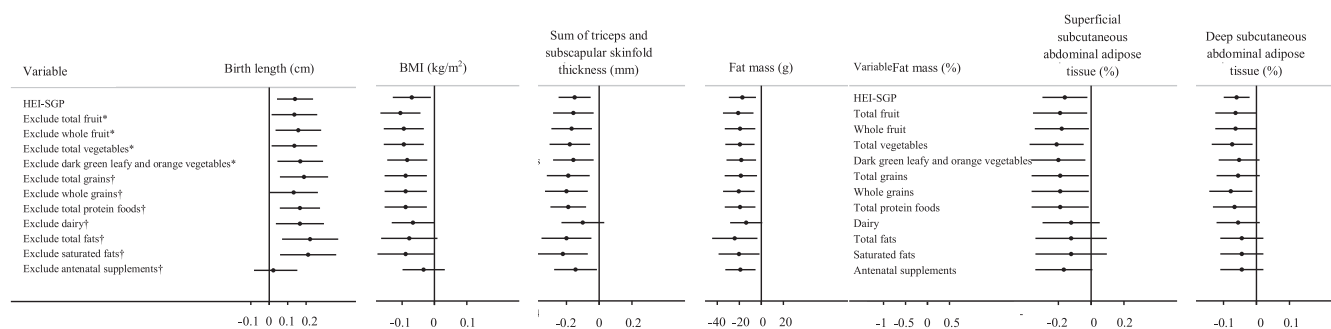 Variable
Birth length (cm)
BMI (kg/m²)
Sum of triceps and
subscapular skinfold
thickness (mm)
Fat mass (g)
VariableFat mass (%)
Superficial
subcutaneous
abdominal adipose
tissue (%)
Deep subcutaneous
abdominal adipose
tissue (%)
HEI-SGP
Exclude total fruit*
Exclude whole fruit*
Exclude total vegetables*
Exclude dark green leafy and orange vegetables*
Exclude total grains†
Exclude whole grains†
Exclude total protein foods†
Exclude dairy†
Exclude total fats†
Exclude saturated fats†
Exclude antenatal supplements†
s
HEI-SGP
Total fruit
Whole fruit
Total vegetables
Dark green leafy and orange vegetables
Total grains
Whole grains
Total protein foods
Dairy
Total fats
Saturated fats
Antenatal supplements
-0.1 0 0.1 0.2
-0.1 0 0.1
-0.2 0 0.2
-40 -20 0 20
-1 -0.5 0 0.5
-0.2 0 0.2
-0.1 0 0.1